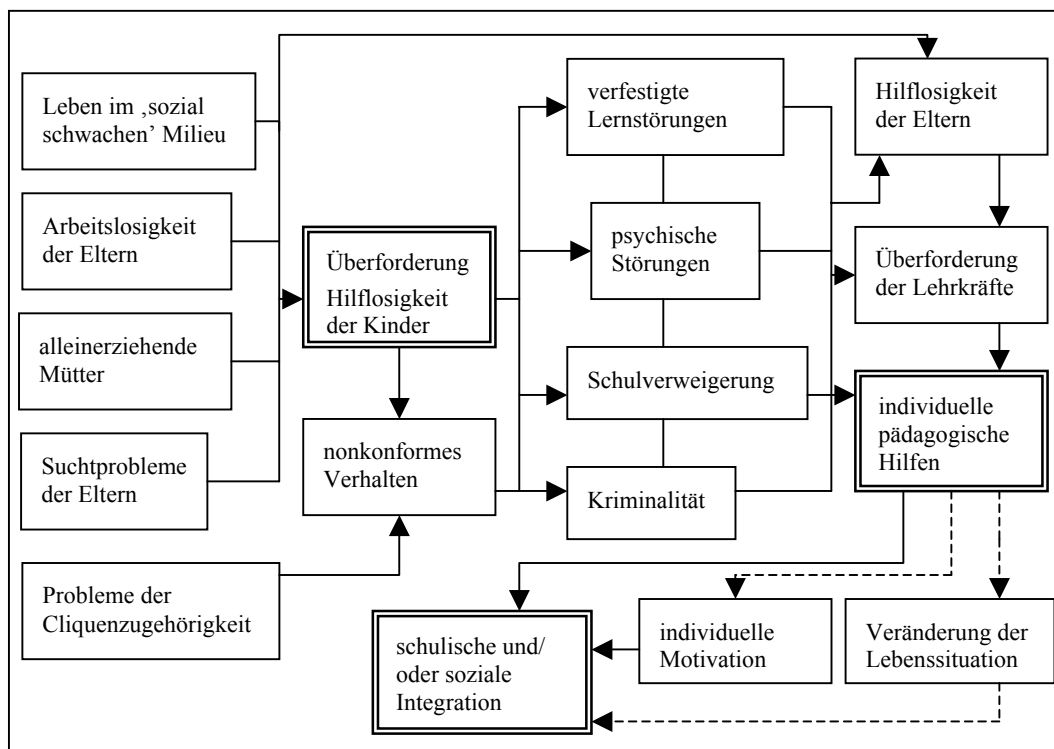 Leben im ‚sozial
schwachen’ Milieu
Arbeitslosigkeit
der Eltern
alleinerziehende
Mütter
Suchtprobleme
der Eltern
Probleme der
Cliquenzugehörigkeit
Überforderung
Hilflosigkeit
der Kinder
nonkonformes
Verhalten
verfestigte
Lernstörungen
psychische
Störungen
Schulverweigerung
Kriminalität
Hilflosigkeit
der Eltern
Überforderung
der Lehrkräfte
individuelle
pädagogische
Hilfen
schulische und/
oder soziale
Integration
individuelle
Motivation
Veränderung der
Lebenssituation